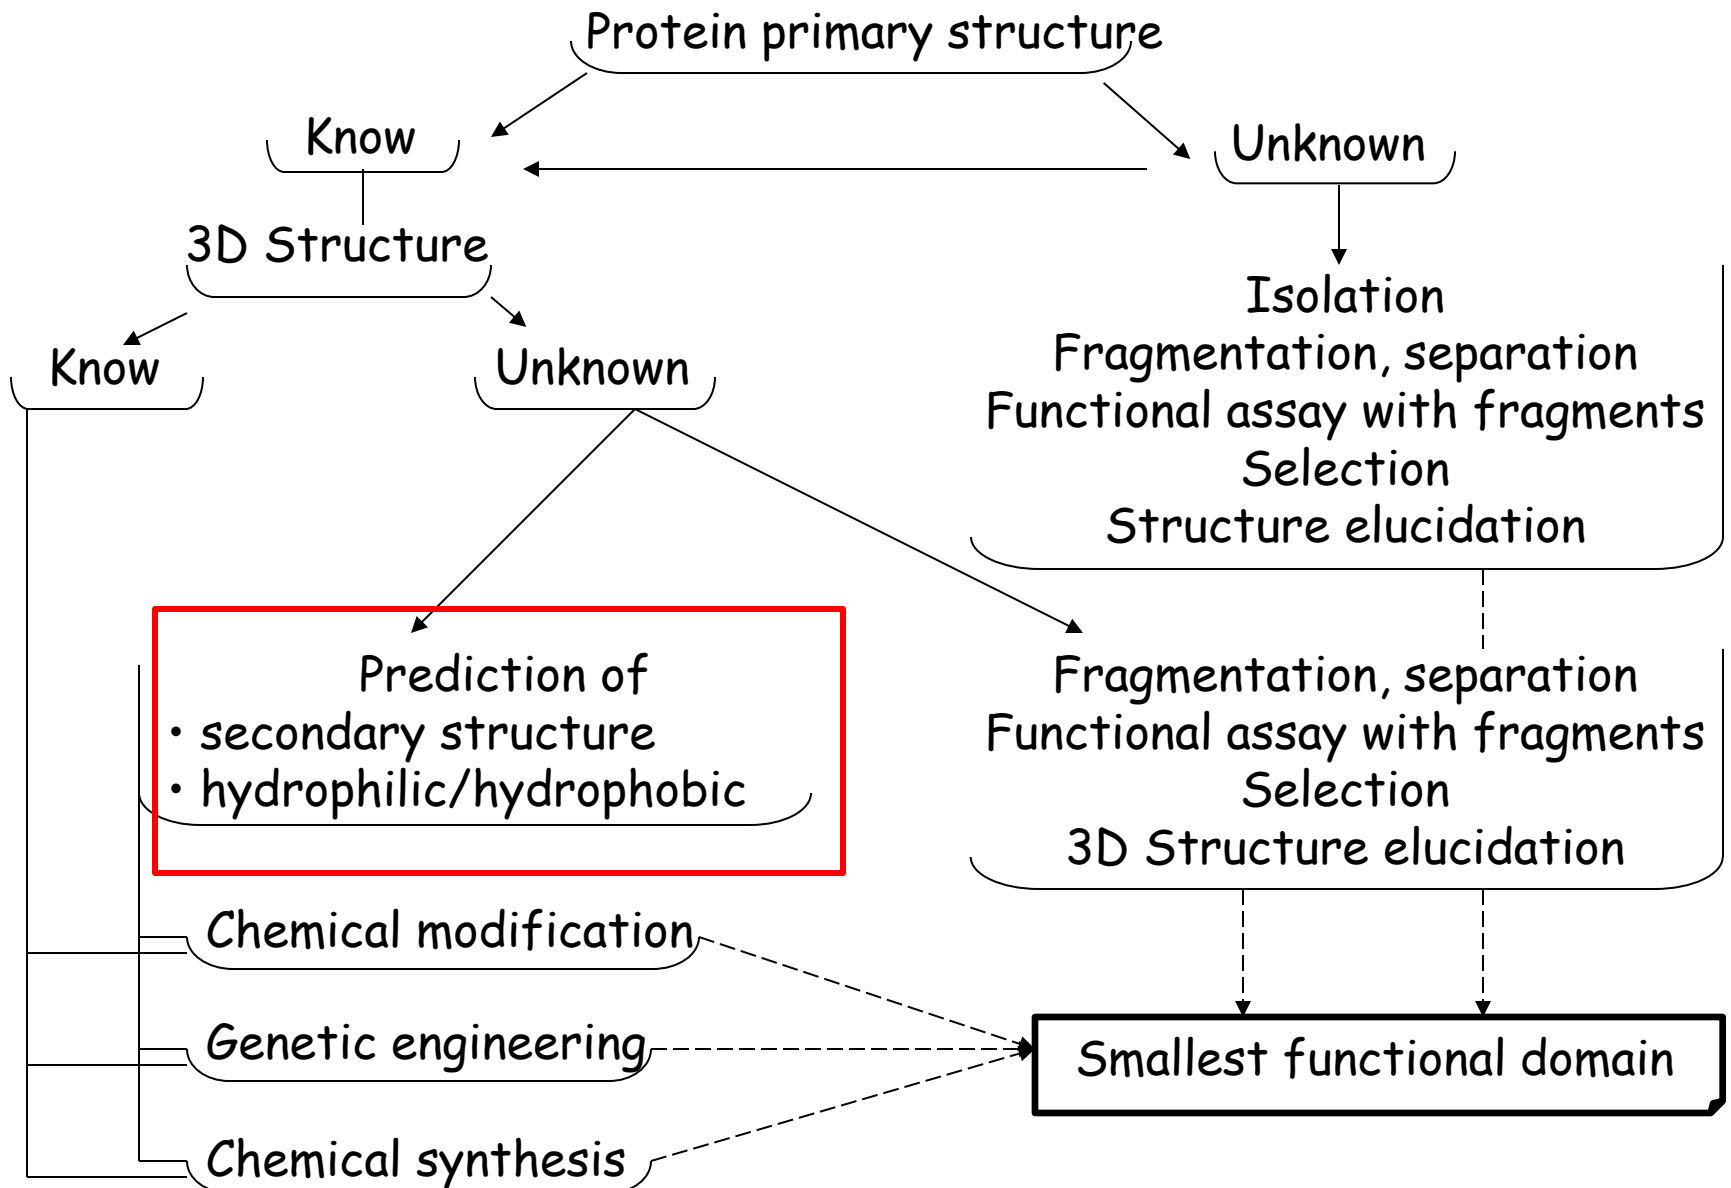 Protein primary structure
Know
Unknown
3D Structure
Know
Unknown
Isolation
Fragmentation, separation
Functional assay with fragments
Selection
Structure elucidation
Prediction of
• secondary structure
• hydrophilic/hydrophobic
Fragmentation, separation
Functional assay with fragments
Selection
3D Structure elucidation
Chemical modification
Genetic engineering
Chemical synthesis
Smallest functional domain